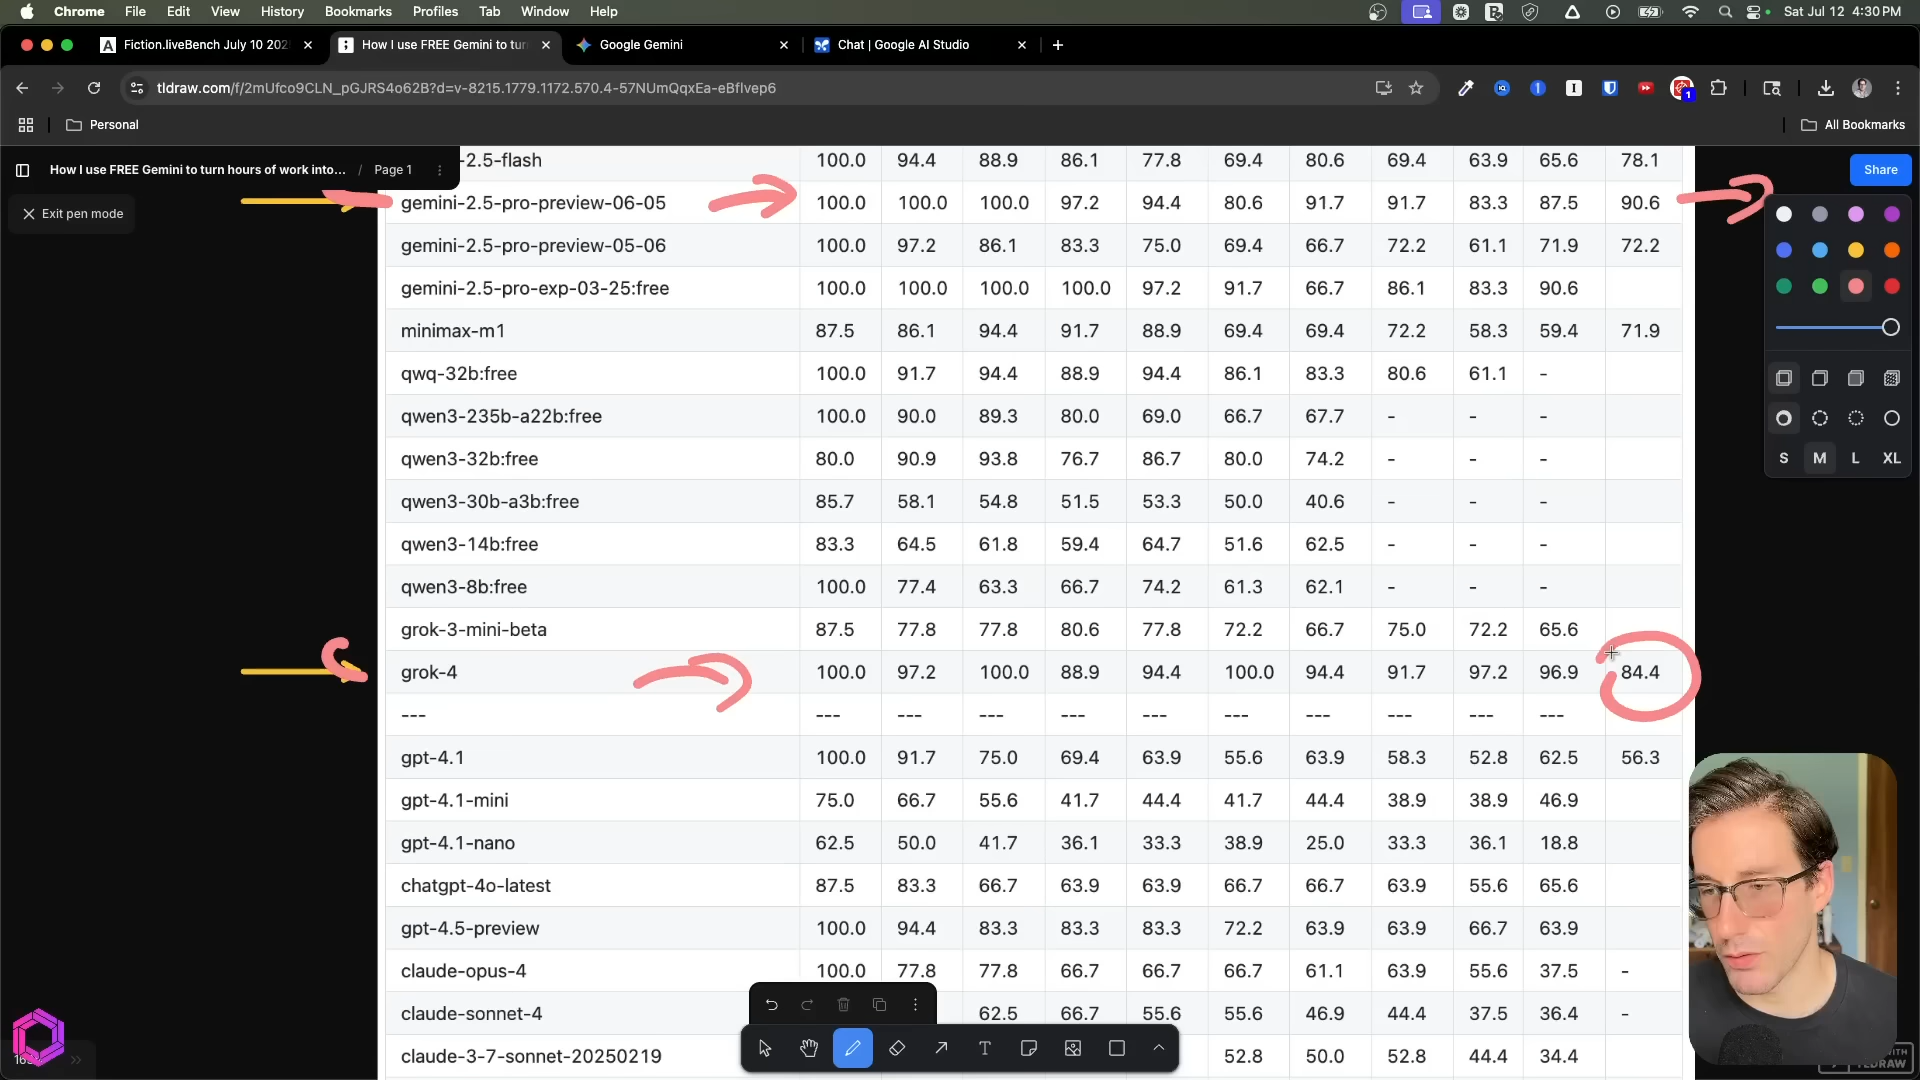 Chrome File Edit View History Bookmarks Profiles Tab Window Help Sat Jul 12 4:30 PM
Fiction.liveBench July 10 202 How I use FREE Gemini to tur Google Gemini Chat | Google AI Studio
tldraw.com/f/2mUfco9CLN_pGJRS4o62B?d=v-8215.1779.1172.570.4-57NUmQqxEa-eBfIvep6
Personal All Bookmarks
How I use FREE Gemini to turn hours of work into... / Page 1
Share
Exit pen mode
-2.5-flash 100.0 94.4 88.9 86.1 77.8 69.4 80.6 69.4 63.9 65.6 78.1
gemini-2.5-pro-preview-06-05 100.0 100.0 100.0 97.2 94.4 80.6 91.7 91.7 83.3 87.5 90.6
gemini-2.5-pro-preview-05-06 100.0 97.2 86.1 83.3 75.0 69.4 66.7 72.2 61.1 71.9 72.2
gemini-2.5-pro-exp-03-25:free 100.0 100.0 100.0 100.0 97.2 91.7 66.7 86.1 83.3 90.6
minimax-m1 87.5 86.1 94.4 91.7 88.9 69.4 69.4 72.2 58.3 59.4 71.9
qwq-32b:free 100.0 91.7 94.4 88.9 94.4 86.1 83.3 80.6 61.1 -
qwen3-235b-a22b:free 100.0 90.0 89.3 80.0 69.0 66.7 67.7 - - -
qwen3-32b:free 80.0 90.9 93.8 76.7 86.7 80.0 74.2 - - -
qwen3-30b-a3b:free 85.7 58.1 54.8 51.5 53.3 50.0 40.6 - - -
qwen3-14b:free 83.3 64.5 61.8 59.4 64.7 51.6 62.5 - - -
qwen3-8b:free 100.0 77.4 63.3 66.7 74.2 61.3 62.1 - - -
grok-3-mini-beta 87.5 77.8 77.8 80.6 77.8 72.2 66.7 75.0 72.2 65.6
grok-4 100.0 97.2 100.0 88.9 94.4 100.0 94.4 91.7 97.2 96.9 84.4
--- --- --- --- --- --- --- --- --- --- ---
gpt-4.1 100.0 91.7 75.0 69.4 63.9 55.6 63.9 58.3 52.8 62.5 56.3
gpt-4.1-mini 75.0 66.7 55.6 41.7 44.4 41.7 44.4 38.9 38.9 46.9
gpt-4.1-nano 62.5 50.0 41.7 36.1 33.3 38.9 25.0 33.3 36.1 18.8
chatgpt-4o-latest 87.5 83.3 66.7 63.9 63.9 66.7 66.7 63.9 55.6 65.6
gpt-4.5-preview 100.0 94.4 83.3 83.3 83.3 72.2 63.9 63.9 66.7 63.9
claude-opus-4 100.0 77.8 77.8 66.7 66.7 66.7 61.1 63.9 55.6 37.5 -
claude-sonnet-4 62.5 66.7 55.6 55.6 46.9 44.4 37.5 36.4 -
claude-3-7-sonnet-20250219 52.8 50.0 52.8 44.4 34.4
S M L XL